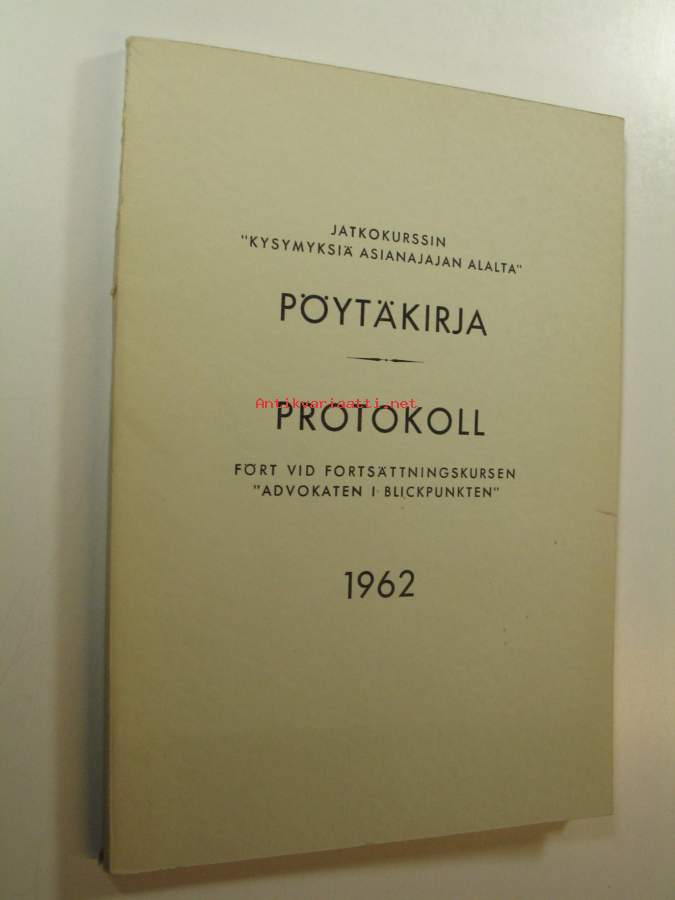 JATKOKURSSIN
"KYSYMYKSIÄ ASIANAJAJAN ALALTA"
PÖYTÄKIRJA
Antikvariaatti.net
PROTOKOLL
FÖRT VID FORTSÄTTNINGSKURSEN
"ADVOKATEN I BLICKPUNKTEN"
1962